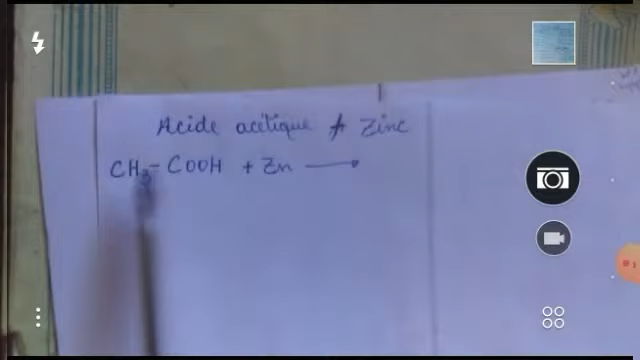 Acide acétique + Zinc
CH3-COOH + Zn →